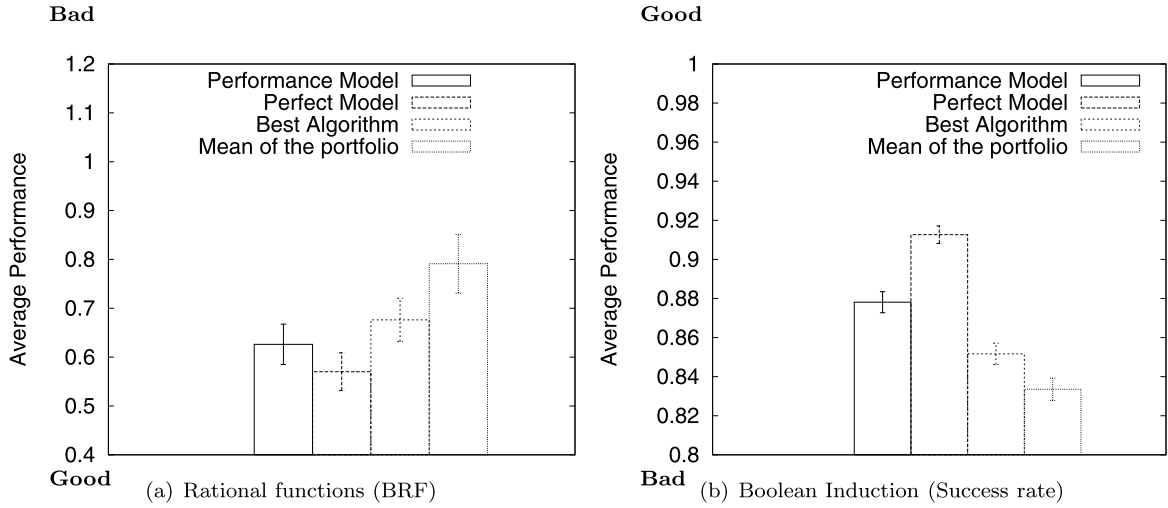 Bad
1.2
1.1
1
0.9
0.8
0.7
0.6
0.5
0.4
Average Performance
Performance Model
Perfect Model
Best Algorithm
Mean of the portfolio
Good
(a) Rational functions (BRF)
Good
1
0.98
0.96
0.94
0.92
0.9
0.88
0.86
0.84
0.82
0.8
Average Performance
Performance Model
Perfect Model
Best Algorithm
Mean of the portfolio
Bad
(b) Boolean Induction (Success rate)